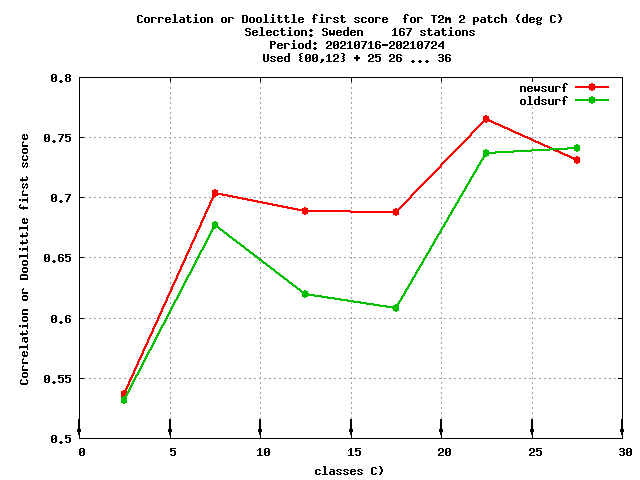 Correlation or Doolittle first score  for T2m 2 patch (deg C)
Selection: Sweden    167 stations
Period: 20210716-20210724
Used {00,12} + 25 26 ... 36
newsurf
oldsurf
Correlation or Doolittle first score
0.8
0.75
0.7
0.65
0.6
0.55
0.5
0 5 10 15 20 25 30
classes C)